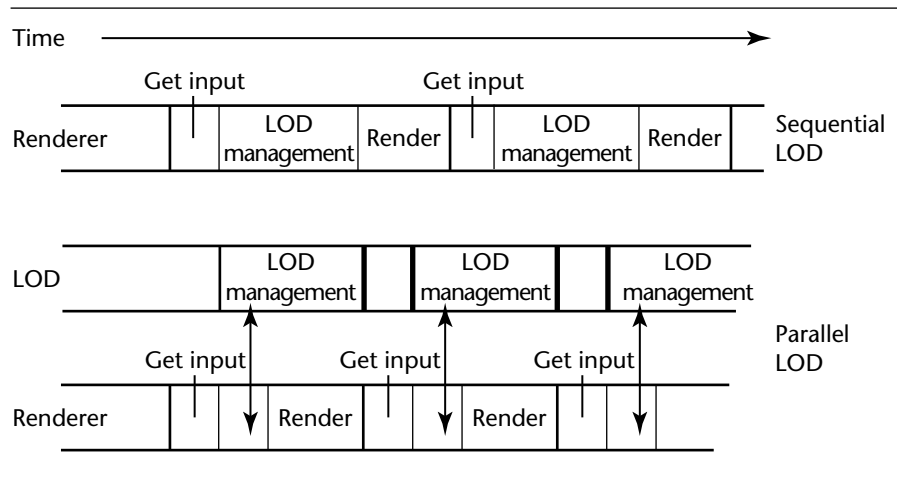 Time
Get input
Get input
Renderer
LOD
management
Render
LOD
management
Render
Sequential
LOD
LOD
LOD
management
LOD
management
LOD
management
Parallel
LOD
Get input
Get input
Get input
Renderer
Render
Render